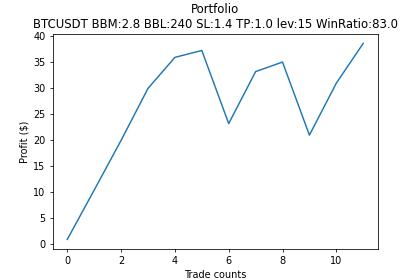 Portfolio
BTCUSDT BBM:2.8 BBL:240 SL:1.4 TP:1.0 lev:15 WinRatio:83.0
40
35
30
25
20
15
10
5
0
Profit ($)
0 2 4 6 8 10
Trade counts